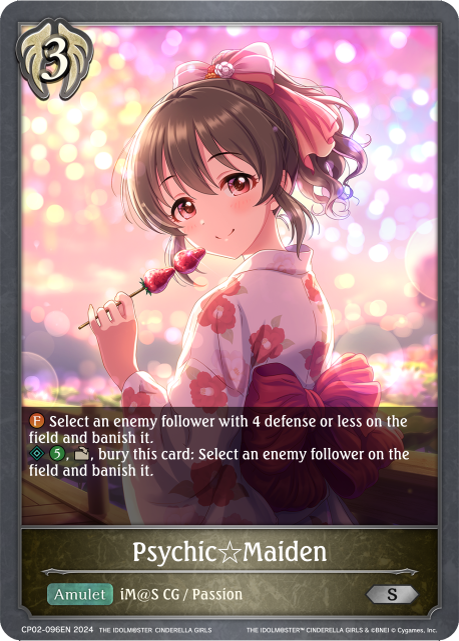 3
F Select an enemy follower with 4 defense or less on the
field and banish it.
5, , bury this card: Select an enemy follower on the
field and banish it.
Psychic☆Maiden
Amulet iM@S CG / Passion S
CP02-096EN 2024 THE IDOLM@STER CINDERELLA GIRLS THE IDOLM@STER™ CINDERELLA GIRLS & ©BNEI © Cygames, Inc.